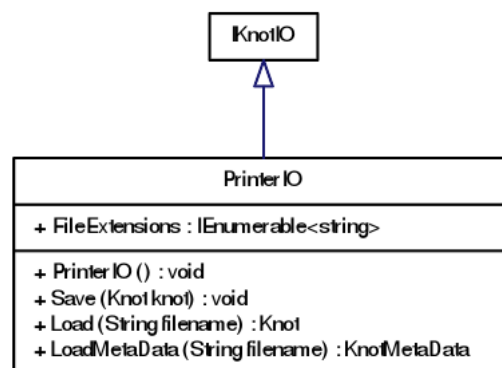 IKnotIO
PrinterIO
+ FileExtensions : IEnumerable<string>
+ PrinterIO () : void
+ Save (Knot knot) : void
+ Load (String filename) : Knot
+ LoadMetaData (String filename) : KnotMetaData